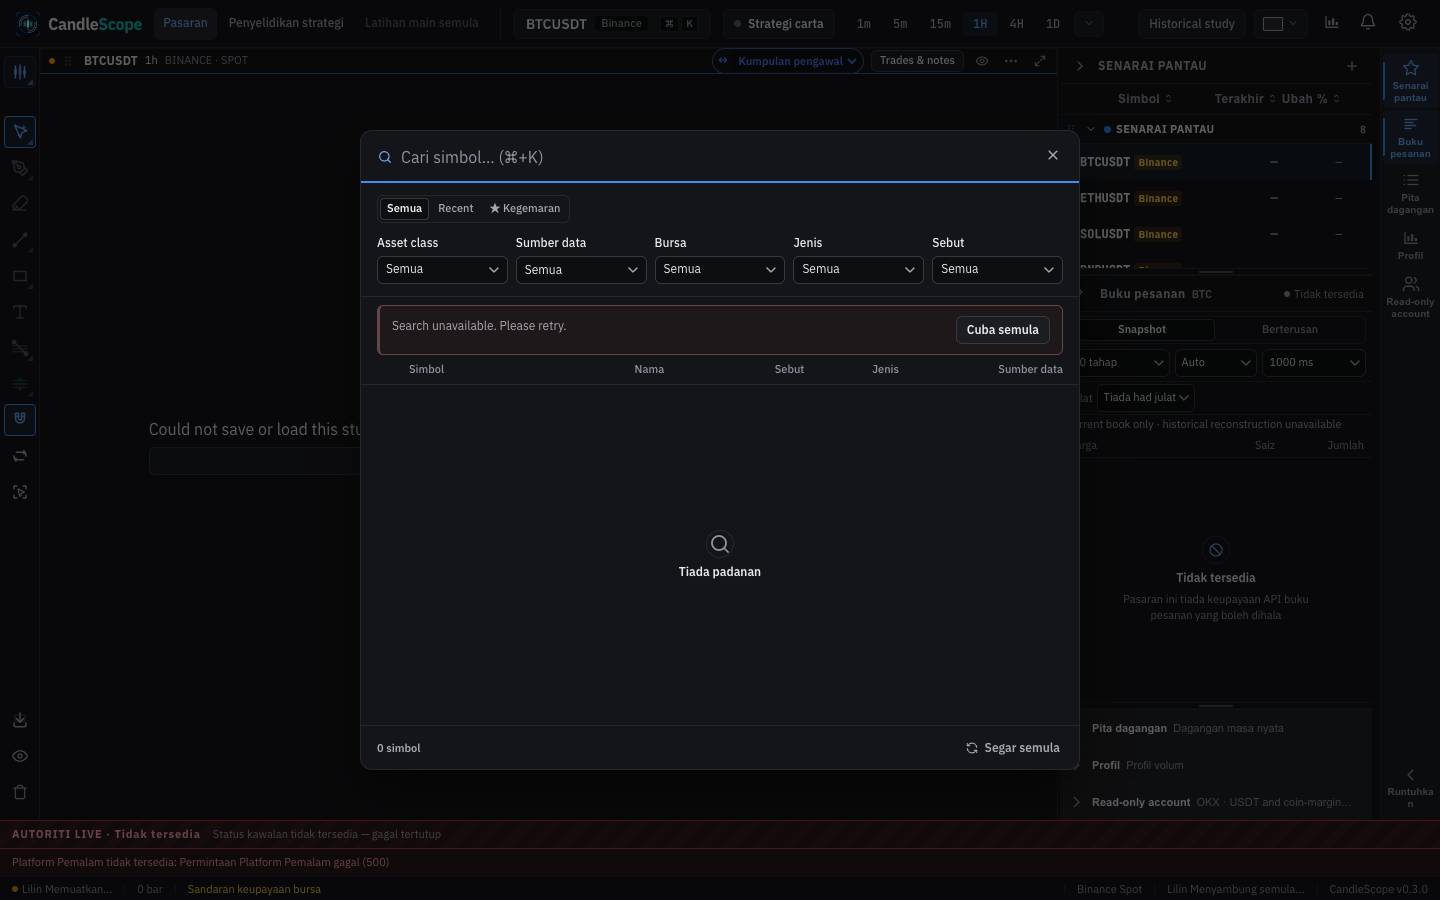 CandleScope Pasaran Penyelidikan strategi Latihan main semula BTCUSDT Binance ⌘ K Strategi carta 1m 5m 15m 1H 4H 1D Historical study
BTCUSDT 1h BINANCE · SPOT Kumpulan pengawal Trades & notes
SENARAI PANTAU
Simbol Terakhir Ubah %
SENARAI PANTAU 8
BTCUSDT Binance — —
ETHUSDT Binance — —
SOLUSDT Binance — —
Senarai pantau
Buku pesanan
Pita dagangan
Profil
Read-only account
Runtuhkan
Cari simbol... (⌘+K)
Semua Recent ★ Kegemaran
Asset class Sumber data Bursa Jenis Sebut
Semua Semua Semua Semua Semua
Search unavailable. Please retry. Cuba semula
Simbol Nama Sebut Jenis Sumber data
Tiada padanan
0 simbol Segar semula
Could not save or load this stu
Buku pesanan BTC Tidak tersedia
Snapshot Berterusan
0 tahap Auto 1000 ms
lat Tiada had julat
rrent book only · historical reconstruction unavailable
arga Saiz Jumlah
Tidak tersedia
Pasaran ini tiada keupayaan API buku
pesanan yang boleh dihala
Pita dagangan Dagangan masa nyata
Profil Profil volum
Read-only account OKX · USDT and coin-margin...
AUTORITI LIVE · Tidak tersedia Status kawalan tidak tersedia — gagal tertutup
Platform Pemalam tidak tersedia: Permintaan Platform Pemalam gagal (500)
Lilin Memuatkan... 0 bar Sandaran keupayaan bursa Binance Spot Lilin Menyambung semula... CandleScope v0.3.0